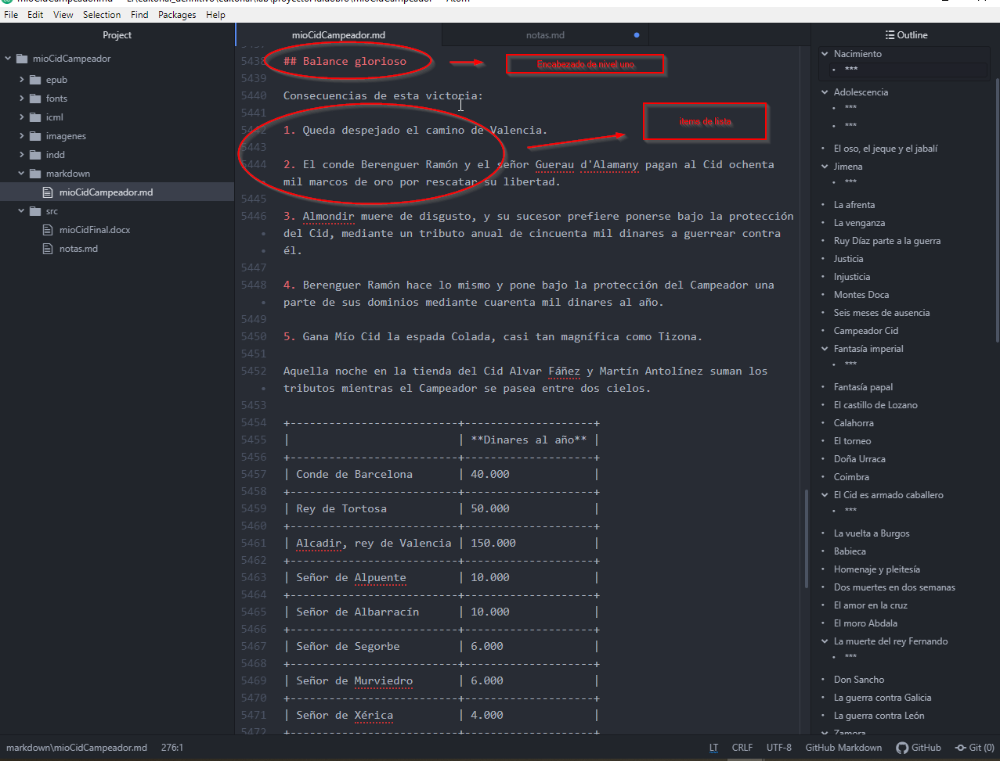 mioCidCampeador.md — E:\editorial_definitivo\editorial\lab\proyectoHaldobro\mioCidCampeador — Atom
File Edit View Selection Find Packages Help
Project
mioCidCampeador
epub
fonts
icml
imagenes
indd
markdown
mioCidCampeador.md
src
mioCidFinal.docx
notas.md
mioCidCampeador.md
notas.md
5438 ## Balance glorioso
Encabezado de nivel uno
5439
5440 Consecuencias de esta victoria:
5441
5442 1. Queda despejado el camino de Valencia.
items de lista
5443
5444 2. El conde Berenguer Ramón y el señor Guerau d'Alamany pagan al Cid ochenta
• mil marcos de oro por rescatar su libertad.
5445
5446 3. Almondir muere de disgusto, y su sucesor prefiere ponerse bajo la protección
• del Cid, mediante un tributo anual de cincuenta mil dinares a guerrear contra
• él.
5447
5448 4. Berenguer Ramón hace lo mismo y pone bajo la protección del Campeador una
• parte de sus dominios mediante cuarenta mil dinares al año.
5449
5450 5. Gana Mío Cid la espada Colada, casi tan magnífica como Tizona.
5451
5452 Aquella noche en la tienda del Cid Alvar Fáñez y Martín Antolínez suman los
• tributos mientras el Campeador se pasea entre dos cielos.
5453
5454 +---------------------------+--------------------+
5455 | | **Dinares al año** |
5456 +---------------------------+--------------------+
5457 | Conde de Barcelona | 40.000 |
5458 +---------------------------+--------------------+
5459 | Rey de Tortosa | 50.000 |
5460 +---------------------------+--------------------+
5461 | Alcadir, rey de Valencia | 150.000 |
5462 +---------------------------+--------------------+
5463 | Señor de Alpuente | 10.000 |
5464 +---------------------------+--------------------+
5465 | Señor de Albarracín | 10.000 |
5466 +---------------------------+--------------------+
5467 | Señor de Segorbe | 6.000 |
5468 +---------------------------+--------------------+
5469 | Señor de Murviedro | 6.000 |
5470 +---------------------------+--------------------+
5471 | Señor de Xérica | 4.000 |
5472 +---------------------------+--------------------+
Outline
Nacimiento
• ***
Adolescencia
• ***
• ***
• El oso, el jeque y el jabalí
Jimena
• ***
• La afrenta
• La venganza
• Ruy Díaz parte a la guerra
• Justicia
• Injusticia
• Montes Doca
• Seis meses de ausencia
• Campeador Cid
Fantasía imperial
• ***
• Fantasía papal
• El castillo de Lozano
• Calahorra
• El torneo
• Doña Urraca
• Coimbra
El Cid es armado caballero
• ***
• La vuelta a Burgos
• Babieca
• Homenaje y pleitesía
• Dos muertes en dos semanas
• El amor en la cruz
• El moro Abdala
La muerte del rey Fernando
• ***
• Don Sancho
• La guerra contra Galicia
• La guerra contra León
Zamora
markdown\mioCidCampeador.md 276:1 LT CRLF UTF-8 GitHub Markdown GitHub Git (0)